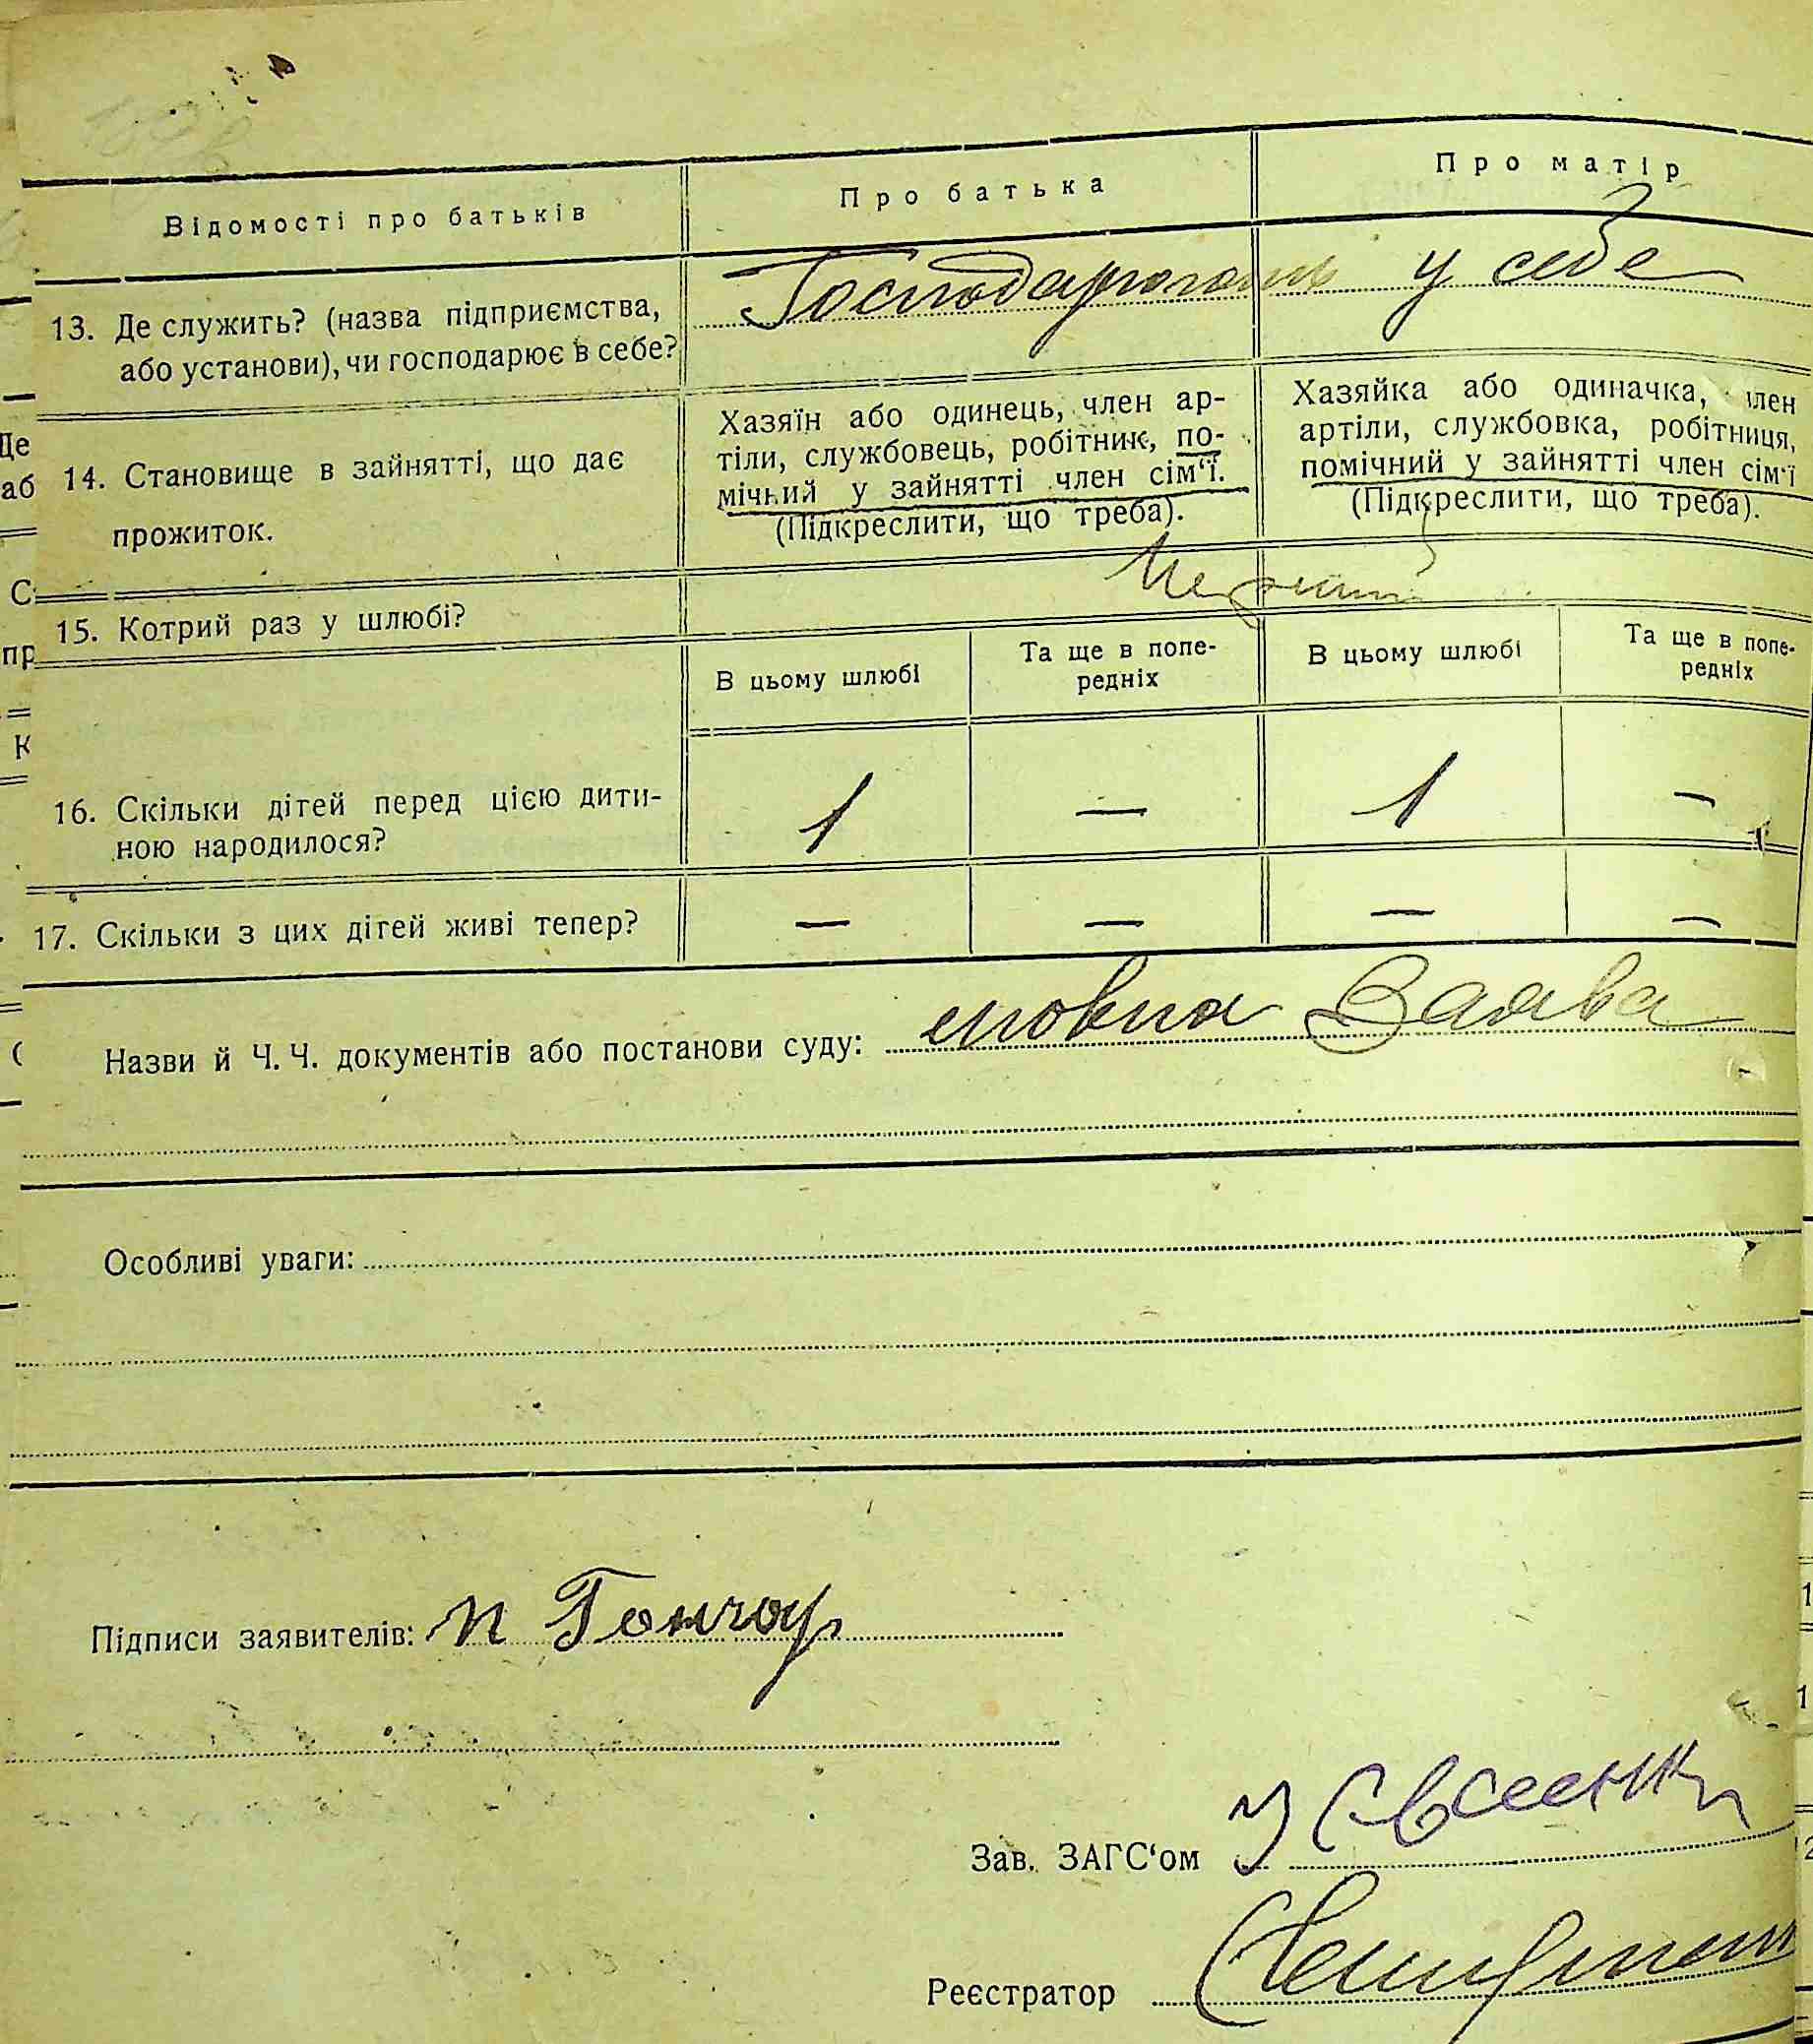 Відомості про батьків
Про батька
Про матір
13. Де служить? (назва підприємства,
або установи), чи господарює в себе?
Господарюють у себе
14. Становище в зайнятті, що дає
прожиток.
Хазяїн або одинець, член ар-
тіли, службовець, робітник, по-
мічний у зайнятті член сім‘ї.
(Підкреслити, що треба).
Хазяйка або одиначка, член
артіли, службовка, робітниця,
помічний у зайнятті член сім‘ї
(Підкреслити, що треба).
15. Котрий раз у шлюбі?
Перший
В цьому шлюбі
Та ще в попе-
редніх
В цьому шлюбі
Та ще в попе-
редніх
16. Скільки дітей перед цією дити-
ною народилося?
1 — 1 —
17. Скільки з цих дітей живі тепер?
— — — —
Назви й Ч. Ч. документів або постанови суду: мовна Заява
Особливі уваги:
Підписи заявителів: Гончар
Зав. ЗАГС‘ом
Реєстратор